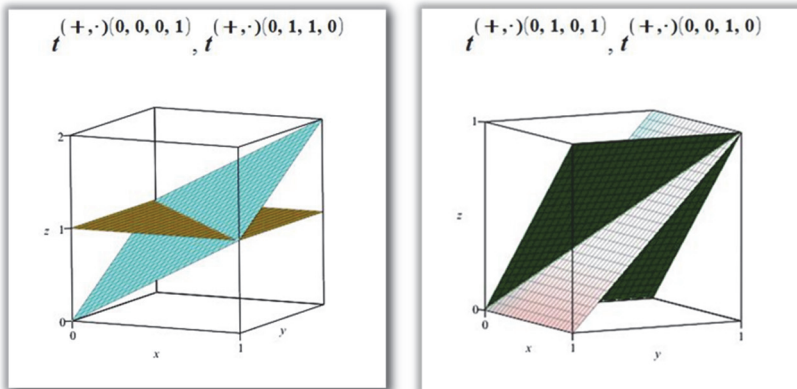 t^(+,·)(0, 0, 0, 1), t^(+,·)(0, 1, 1, 0)
2
z 1
0
0
x
1
y
t^(+,·)(0, 1, 0, 1), t^(+,·)(0, 0, 1, 0)
1
z
0
0
x
1
y
1